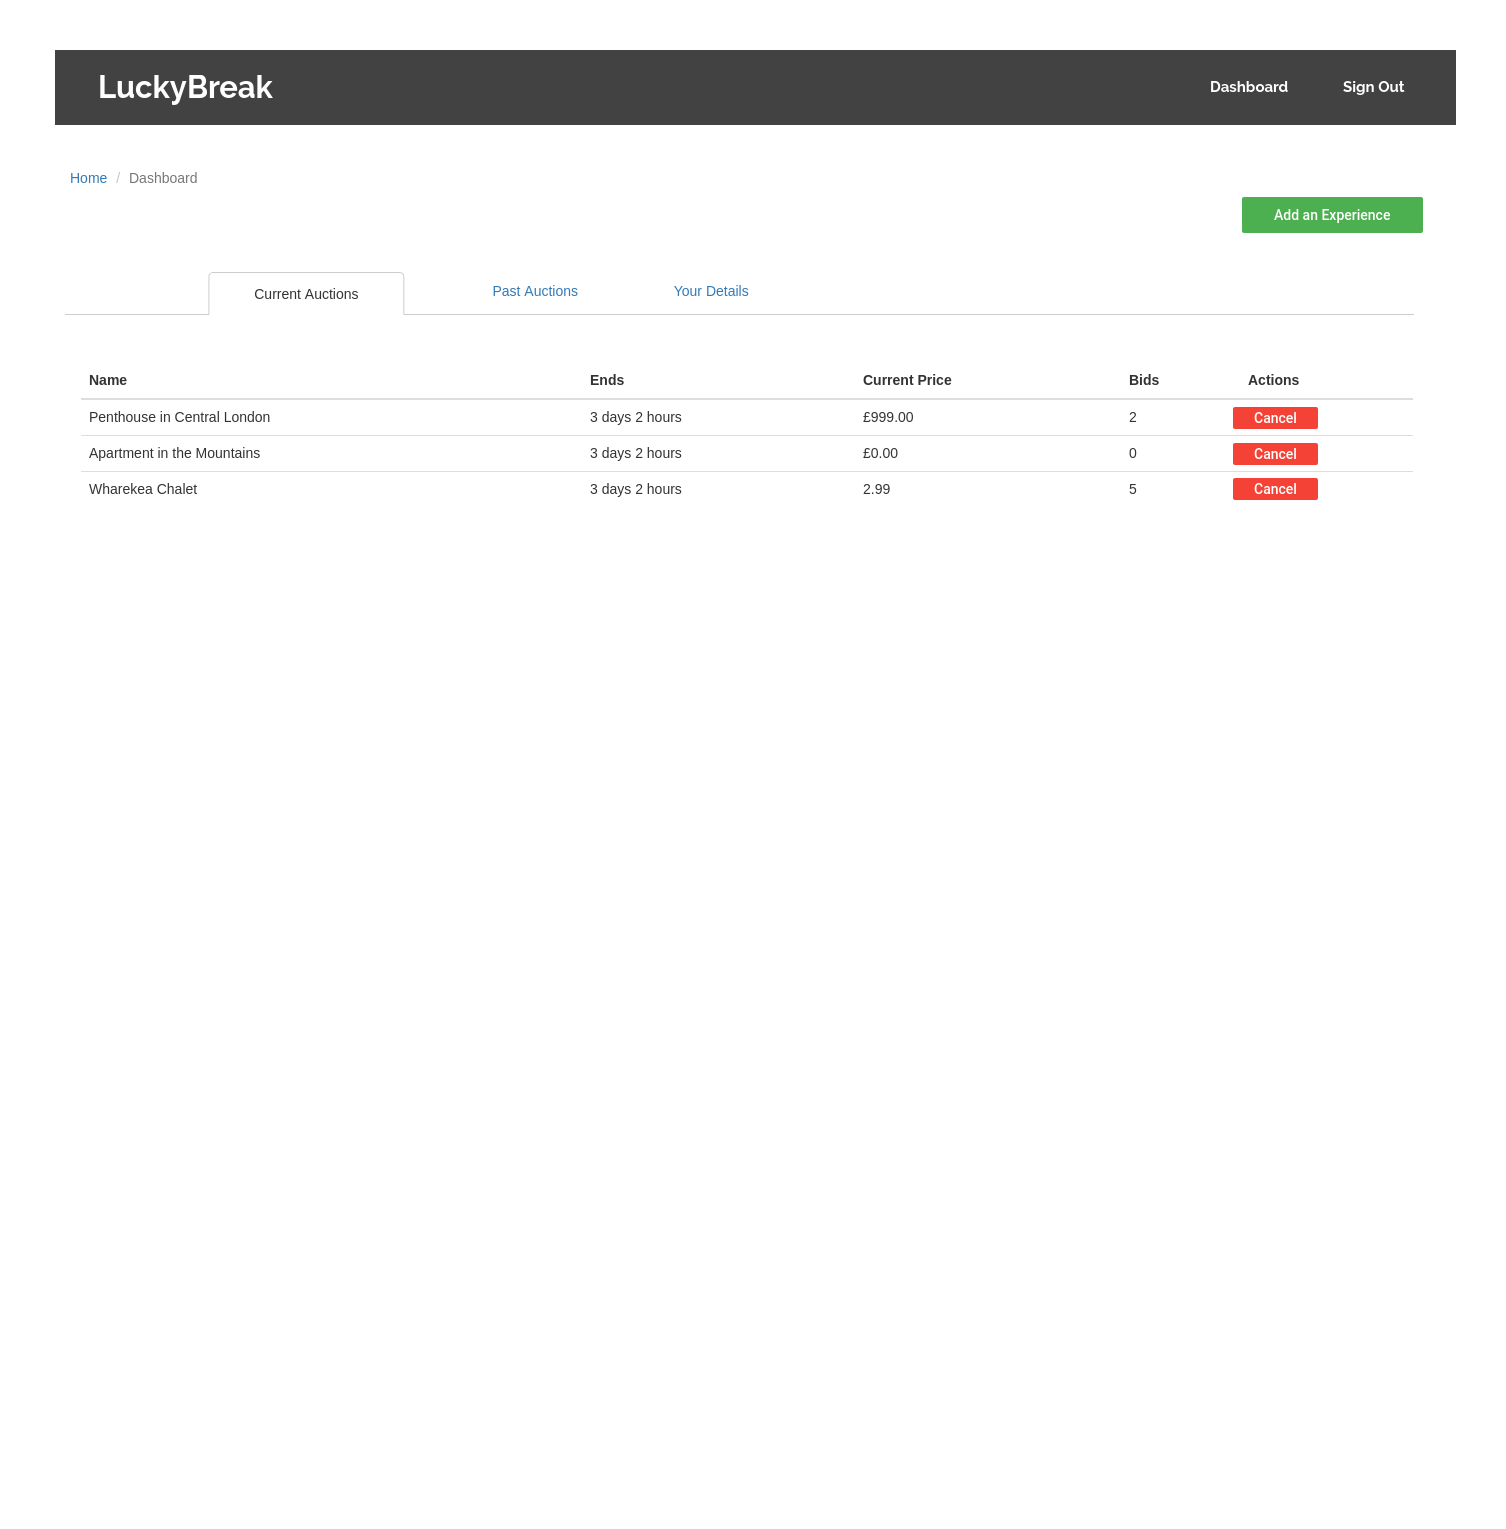 LuckyBreak Dashboard Sign Out
Home / Dashboard
Add an Experience
Current Auctions Past Auctions Your Details
Name Ends Current Price Bids Actions
Penthouse in Central London 3 days 2 hours £999.00 2 Cancel
Apartment in the Mountains 3 days 2 hours £0.00 0 Cancel
Wharekea Chalet 3 days 2 hours 2.99 5 Cancel